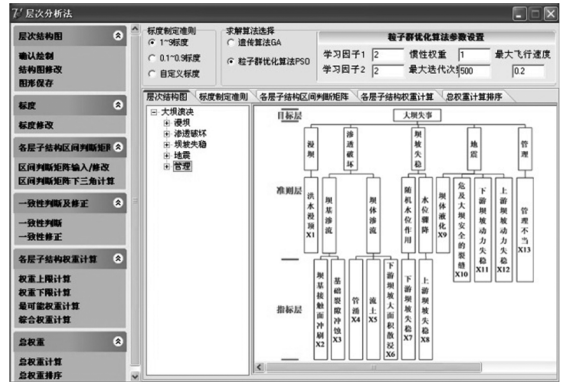 层次分析法
层次结构图
确认绘制
结构图修改
图库保存
标度
标度修改
各层子结构区间判断矩阵
区间判断矩阵输入/修改
区间判断矩阵下三角计算
一致性判断及修正
一致性判断
一致性修正
各层子结构权重计算
权重上限计算
权重下限计算
最可能权重计算
综合权重计算
总权重
总权重计算
总权重排序
标度制定准则
1~9标度
0.1~0.9标度
自定义标度
求解算法选择
遗传算法GA
粒子群优化算法PSO
粒子群优化算法参数设置
学习因子1 2 惯性权重 1 最大飞行速度
学习因子2 2 最大迭代次 500 0.2
层次结构图 标度制定准则 各层子结构区间判断矩阵 各层子结构权重计算 总权重计算排序
大坝溃决
漫坝
渗透破坏
坝坡失稳
地震
管理
目标层
大坝失事
漫坝
渗透破坏
坝坡失稳
地震
管理
准则层
洪水漫顶X1
坝基渗流
坝体渗流
随机水位作用
水位骤降
坝体液化X9
危及大坝安全的裂缝X10
下游坝坡动力失稳X11
上游坝坡动力失稳X12
管理不当X13
指标层
坝基接触面冲刷X2
基础裂隙冲蚀X3
管涌X4
流土X5
下游坝坡大面积散浸X6
下游坝坡失稳X7
上游坝坡失稳X8